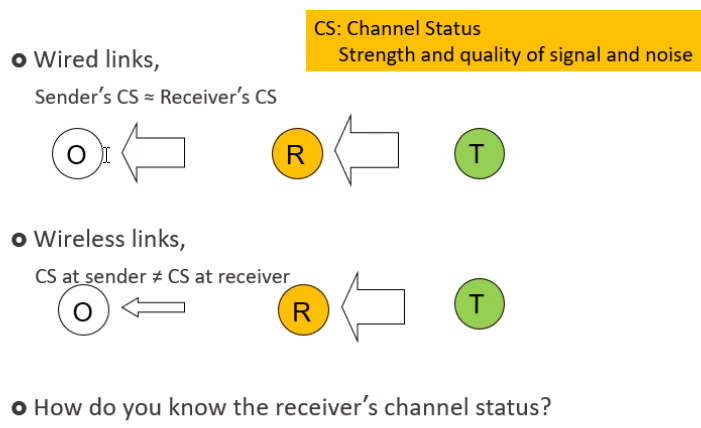 CS: Channel Status
Strength and quality of signal and noise
Wired links,
Sender's CS ≈ Receiver's CS
O
R
T
Wireless links,
CS at sender ≠ CS at receiver
O
R
T
How do you know the receiver's channel status?